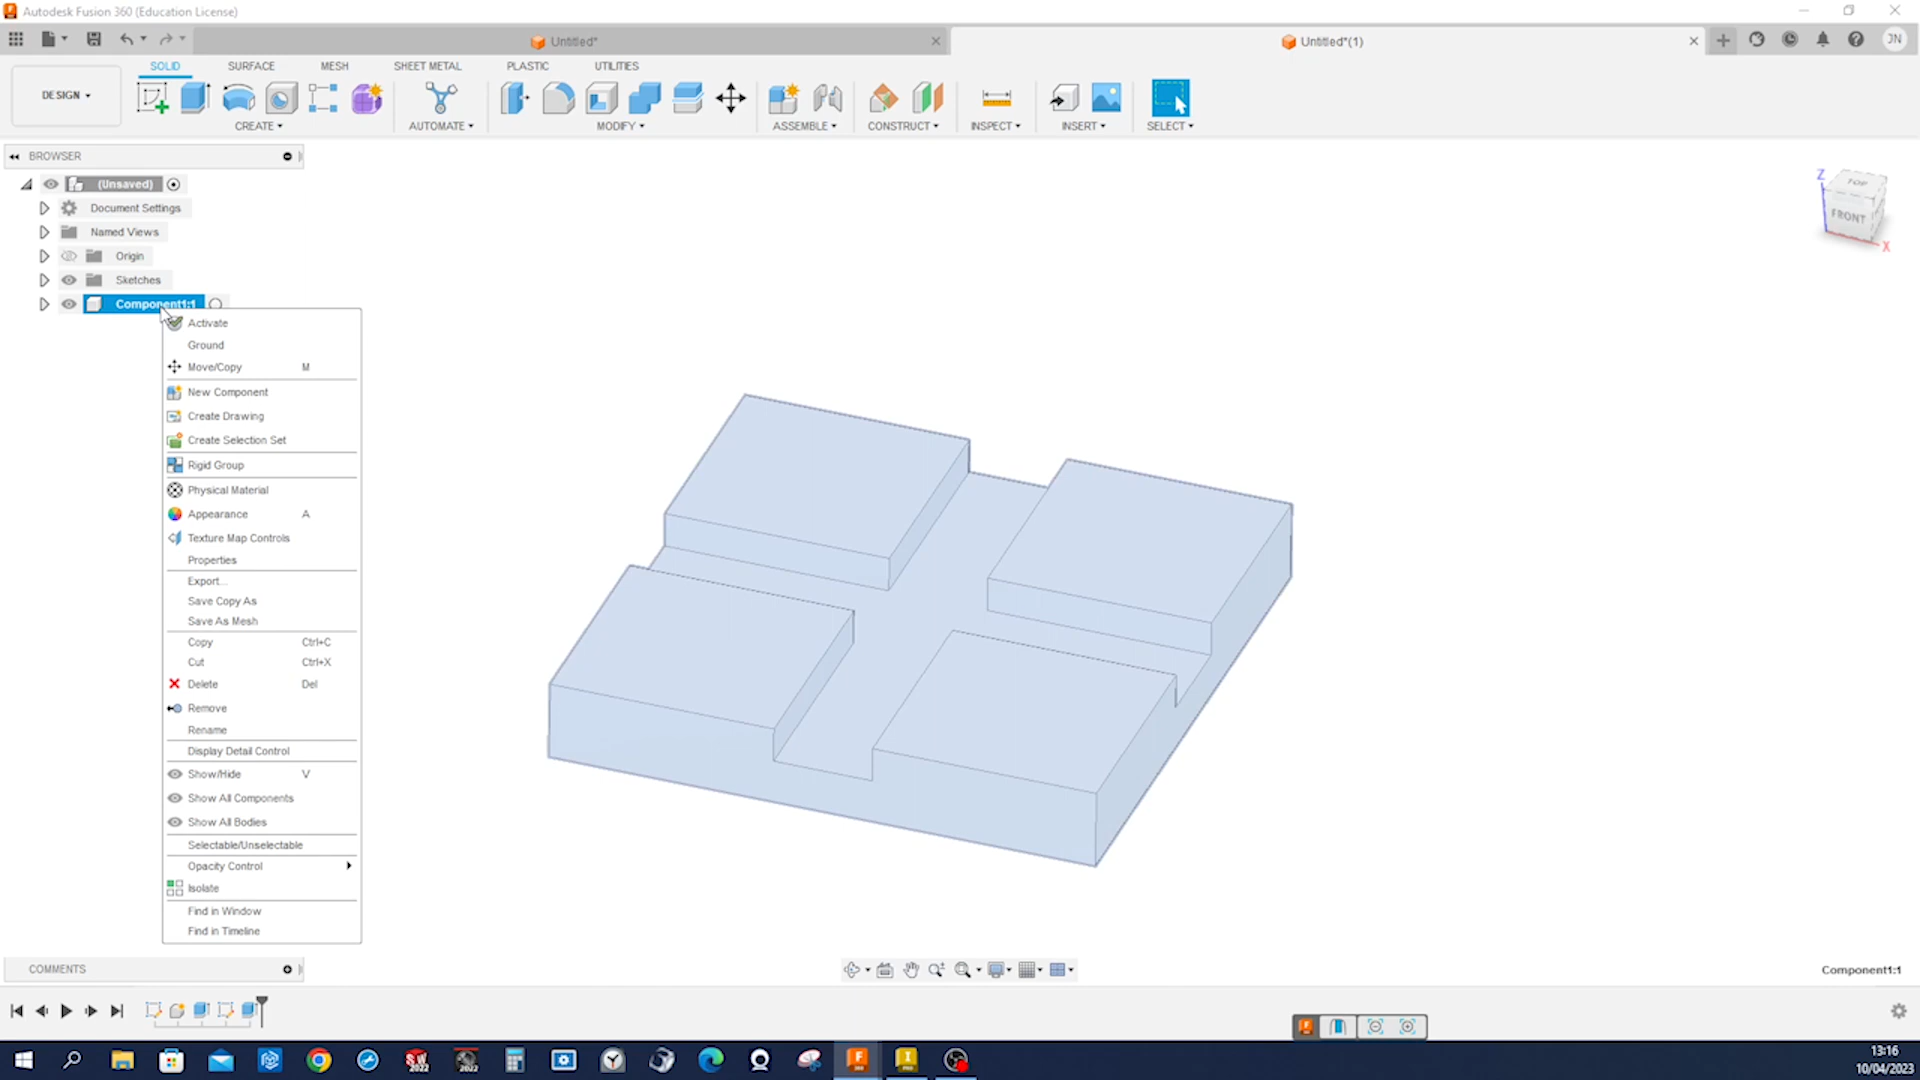 Autodesk Fusion 360 (Education License)
Untitled*
Untitled*(1)
JN
DESIGN
SOLID
SURFACE
MESH
SHEET METAL
PLASTIC
UTILITIES
CREATE
AUTOMATE
MODIFY
ASSEMBLE
CONSTRUCT
INSPECT
INSERT
SELECT
BROWSER
(Unsaved)
Document Settings
Named Views
Origin
Sketches
Component1:1
Activate
Ground
Move/Copy M
New Component
Create Drawing
Create Selection Set
Rigid Group
Physical Material
Appearance A
Texture Map Controls
Properties
Export...
Save Copy As
Save As Mesh
Copy Ctrl+C
Cut Ctrl+X
Delete Del
Remove
Rename
Display Detail Control
Show/Hide V
Show All Components
Show All Bodies
Selectable/Unselectable
Opacity Control
Isolate
Find in Window
Find in Timeline
Z
TOP
FRONT
X
COMMENTS
Component1:1
SW
2022
2022
13:16
10/04/2023